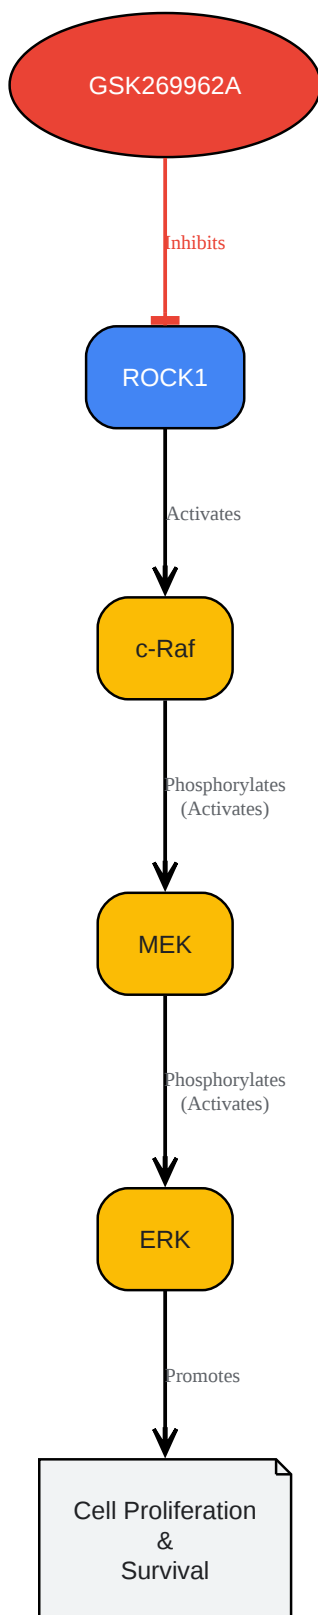 GSK269962A
Inhibits
ROCK1
Activates
c-Raf
Phosphorylates
(Activates)
MEK
Phosphorylates
(Activates)
ERK
Promotes
Cell Proliferation
&
Survival